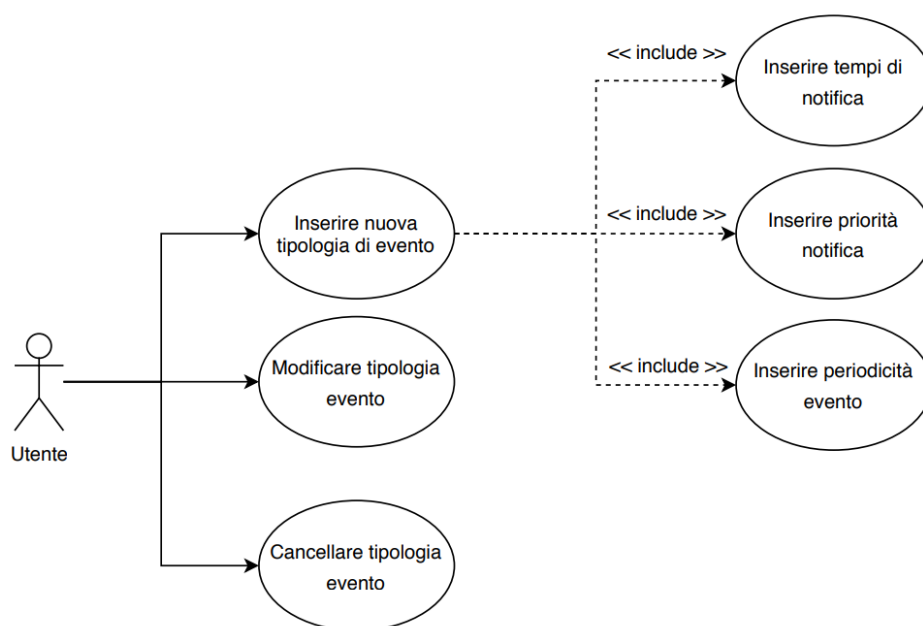 << include >>
Inserire tempi di
notifica
Inserire nuova
tipologia di evento
<< include >>
Inserire priorità
notifica
Modificare tipologia
evento
<< include >>
Inserire periodicità
evento
Utente
Cancellare tipologia
evento